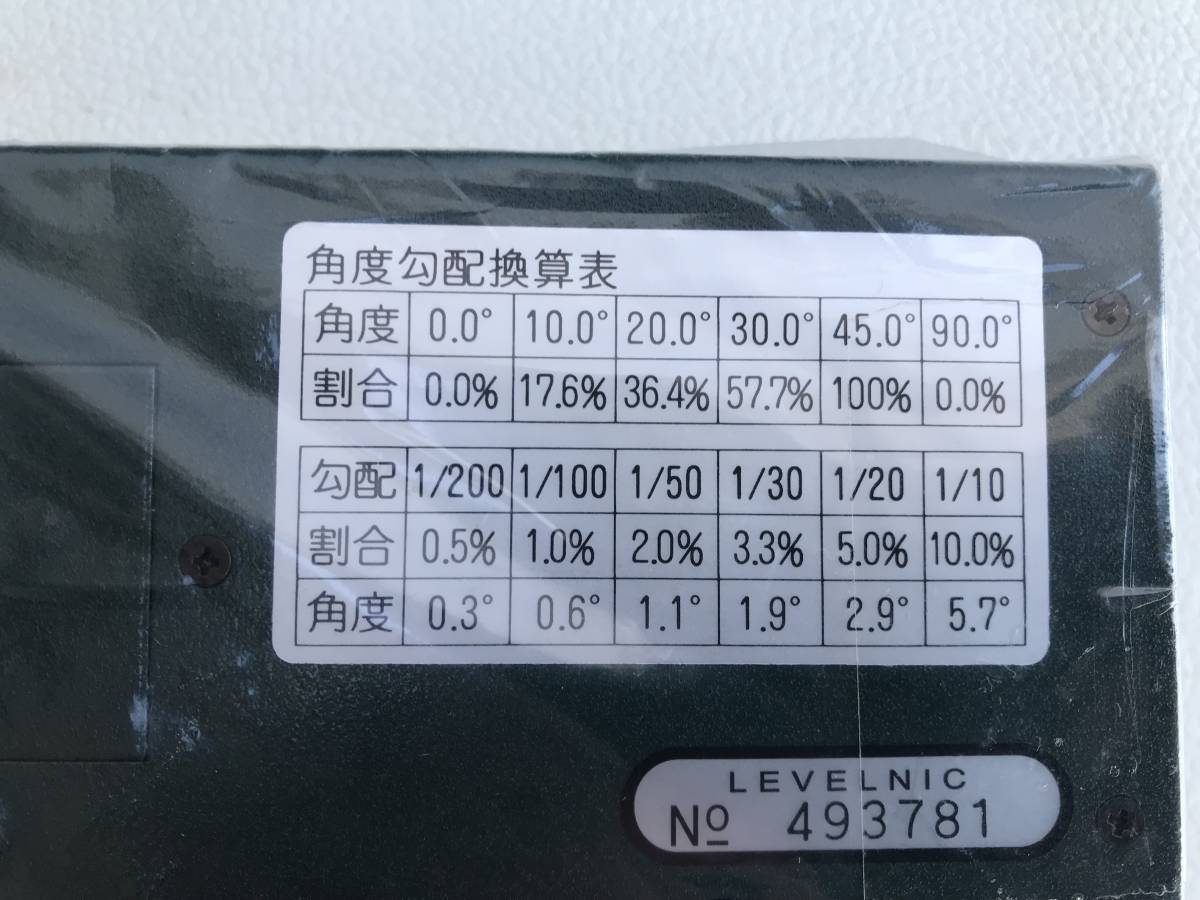 角度勾配換算表
角度 0.0° 10.0° 20.0° 30.0° 45.0° 90.0°
割合 0.0% 17.6% 36.4% 57.7% 100% 0.0%
勾配 1/200 1/100 1/50 1/30 1/20 1/10
割合 0.5% 1.0% 2.0% 3.3% 5.0% 10.0%
角度 0.3° 0.6° 1.1° 1.9° 2.9° 5.7°
LEVELNIC
№ 493781